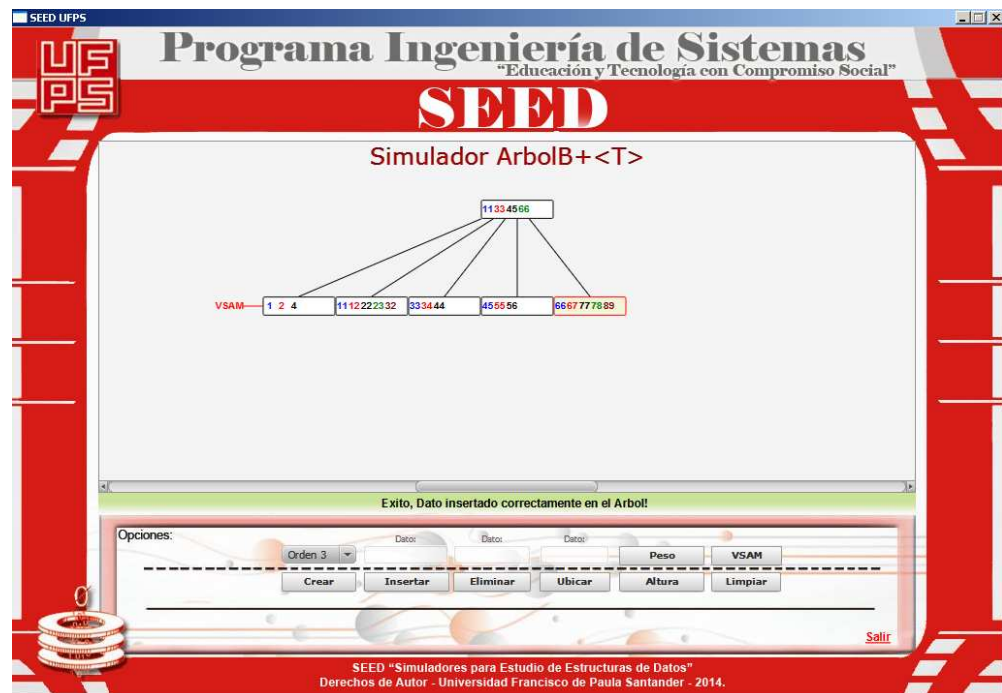 SEED UFPS
UFPS
Programa Ingeniería de Sistemas
“Educación y Tecnología con Compromiso Social”
SEED
Simulador ArbolB+<T>
11 33 45 66
VSAM 1 2 4 11 12 22 23 32 33 34 44 45 55 56 66 67 77 78 89
Exito, Dato insertado correctamente en el Arbol!
Opciones:
Dato: Dato: Dato:
Orden 3 Peso VSAM
Crear Insertar Eliminar Ubicar Altura Limpiar
Salir
SEED “Simuladores para Estudio de Estructuras de Datos”
Derechos de Autor - Universidad Francisco de Paula Santander - 2014.